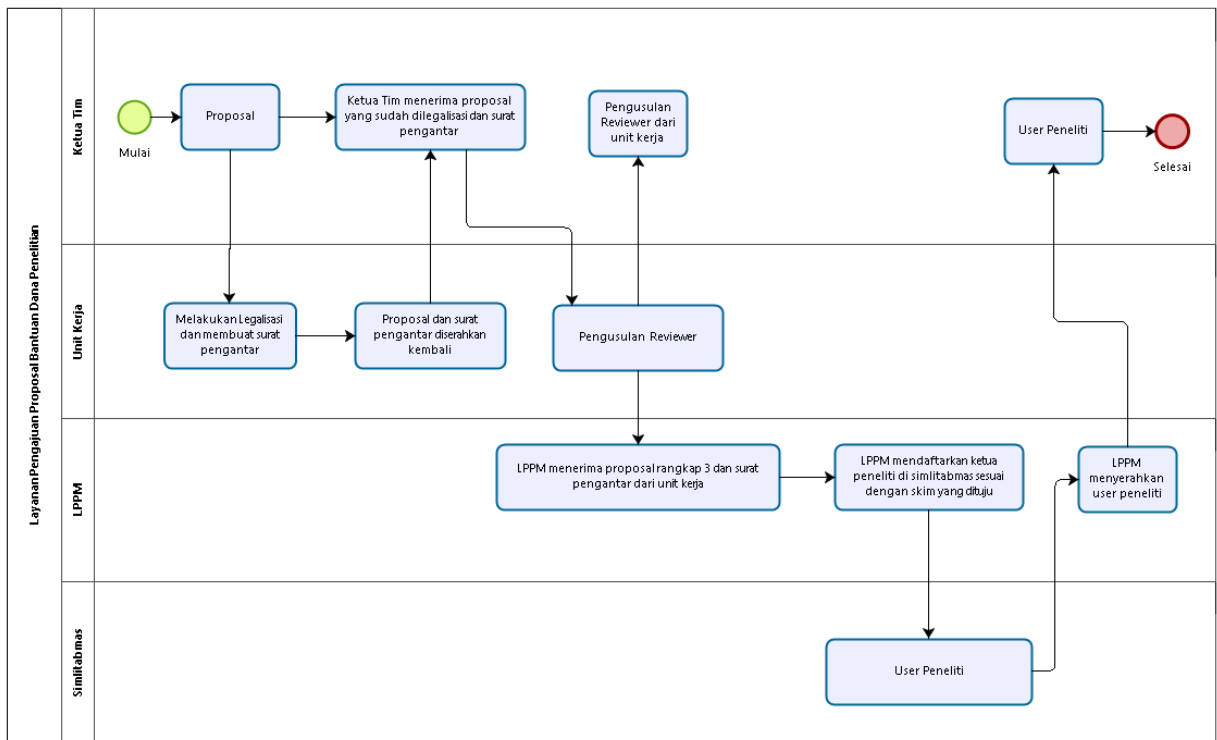 Layanan Pengajuan Proposal Bantuan Dana Penelitian
Ketua Tim
Mulai
Proposal
Ketua Tim menerima proposal
yang sudah dilegalisasi dan surat
pengantar
Pengusulan
Reviewer dari
unit kerja
User Peneliti
Selesai
Unit Kerja
Melakukan Legalisasi
dan membuat surat
pengantar
Proposal dan surat
pengantar diserahkan
kembali
Pengusulan Reviewer
LPPM
LPPM menerima proposal rangkap 3 dan surat
pengantar dari unit kerja
LPPM mendaftarkan ketua
peneliti di simlitabmas sesuai
dengan skim yang dituju
LPPM
menyerahkan
user peneliti
Simlitabmas
User Peneliti